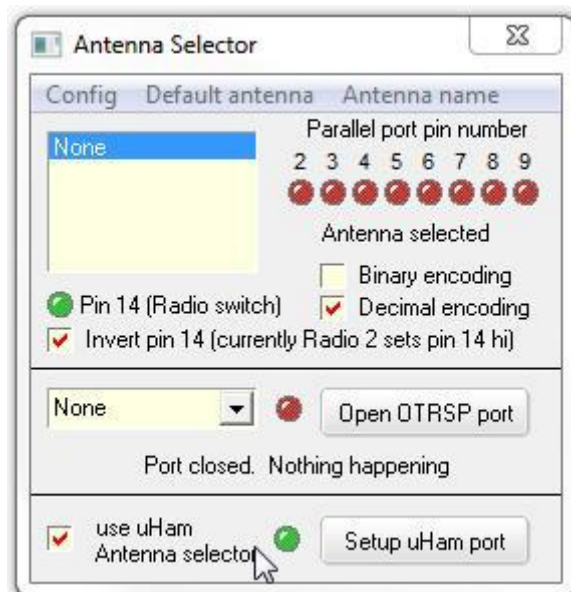 Antenna Selector
Config Default antenna Antenna name
None
Parallel port pin number
2 3 4 5 6 7 8 9
Antenna selected
Binary encoding
Pin 14 (Radio switch)
Decimal encoding
Invert pin 14 (currently Radio 2 sets pin 14 hi)
None
Open OTRSP port
Port closed. Nothing happening
use uHam
Antenna selector
Setup uHam port